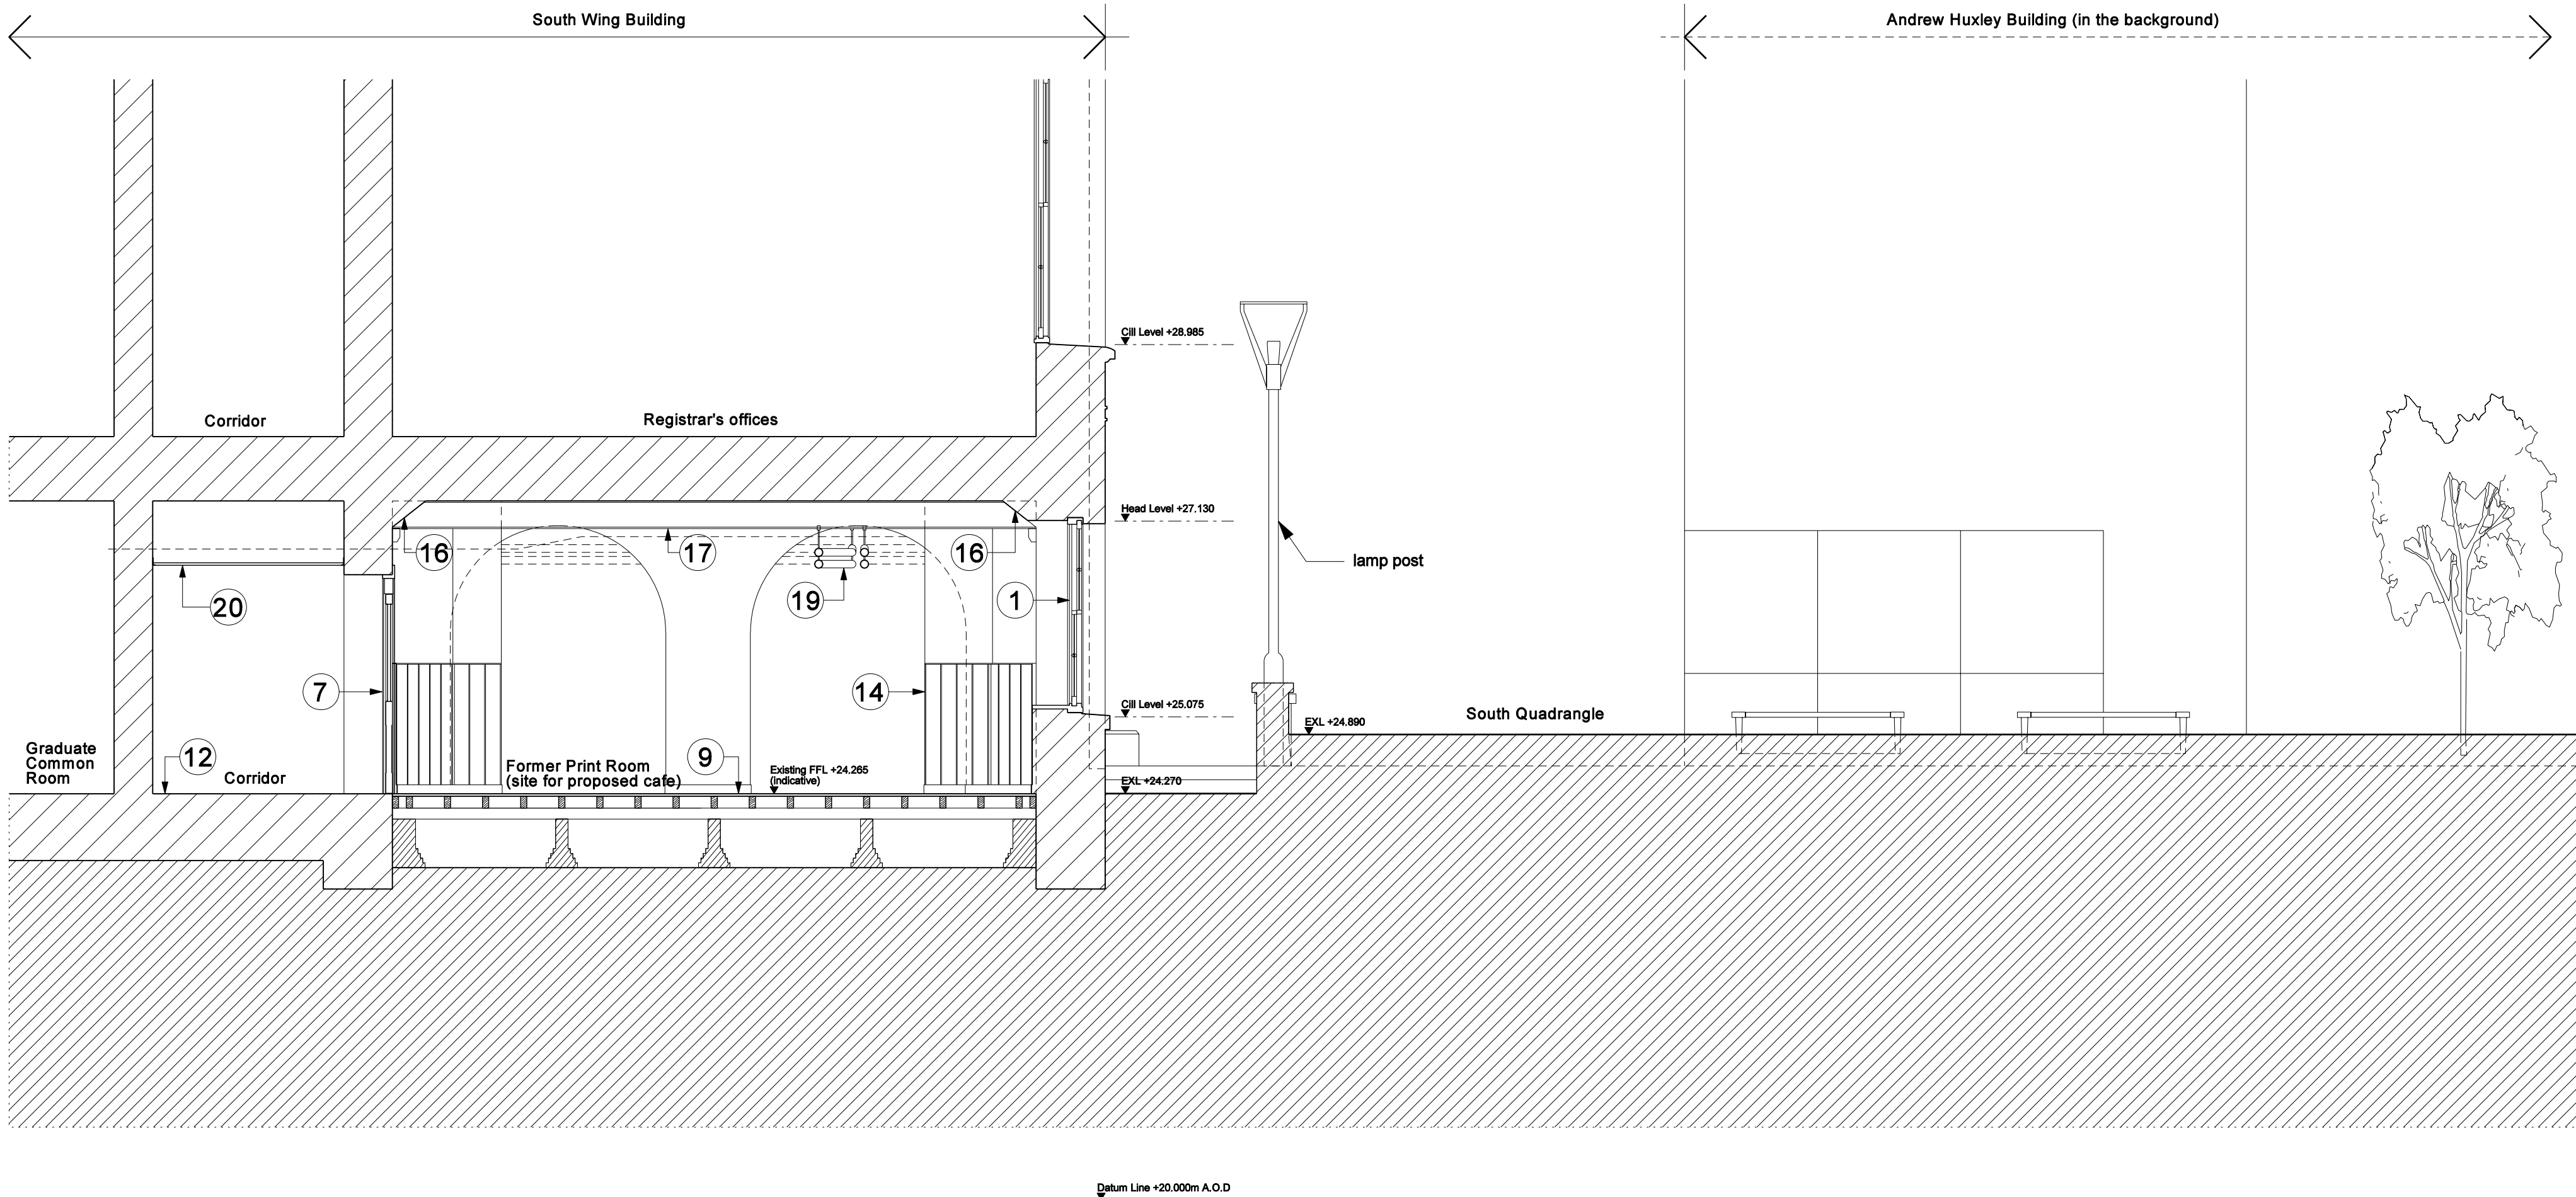 South Wing Building
Andrew Huxley Building (in the background)
Cill Level +28.985
Corridor
Registrar's offices
Head Level +27.130
16
17
16
lamp post
20
19
1
7
14
Cill Level +25.075
EXL +24.890
South Quadrangle
Graduate
Common
Room
12
Corridor
Former Print Room
(site for proposed cafe)
9
Existing FFL +24.265
(indicative)
EXL +24.270
Datum Line +20.000m A.O.D